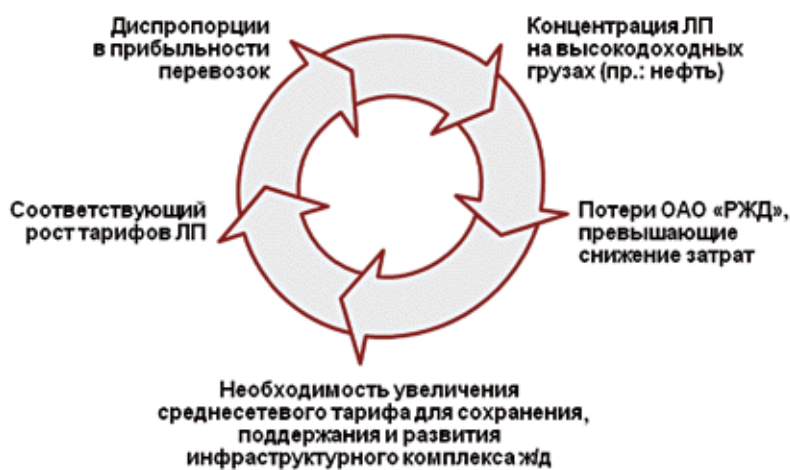 Диспропорции
в прибыльности
перевозок
Концентрация ЛП
на высокодоходных
грузах (пр.: нефть)
Потери ОАО «РЖД»,
превышающие
снижение затрат
Необходимость увеличения
среднесетевого тарифа для сохранения,
поддержания и развития
инфраструктурного комплекса ж/д
Соответствующий
рост тарифов ЛП